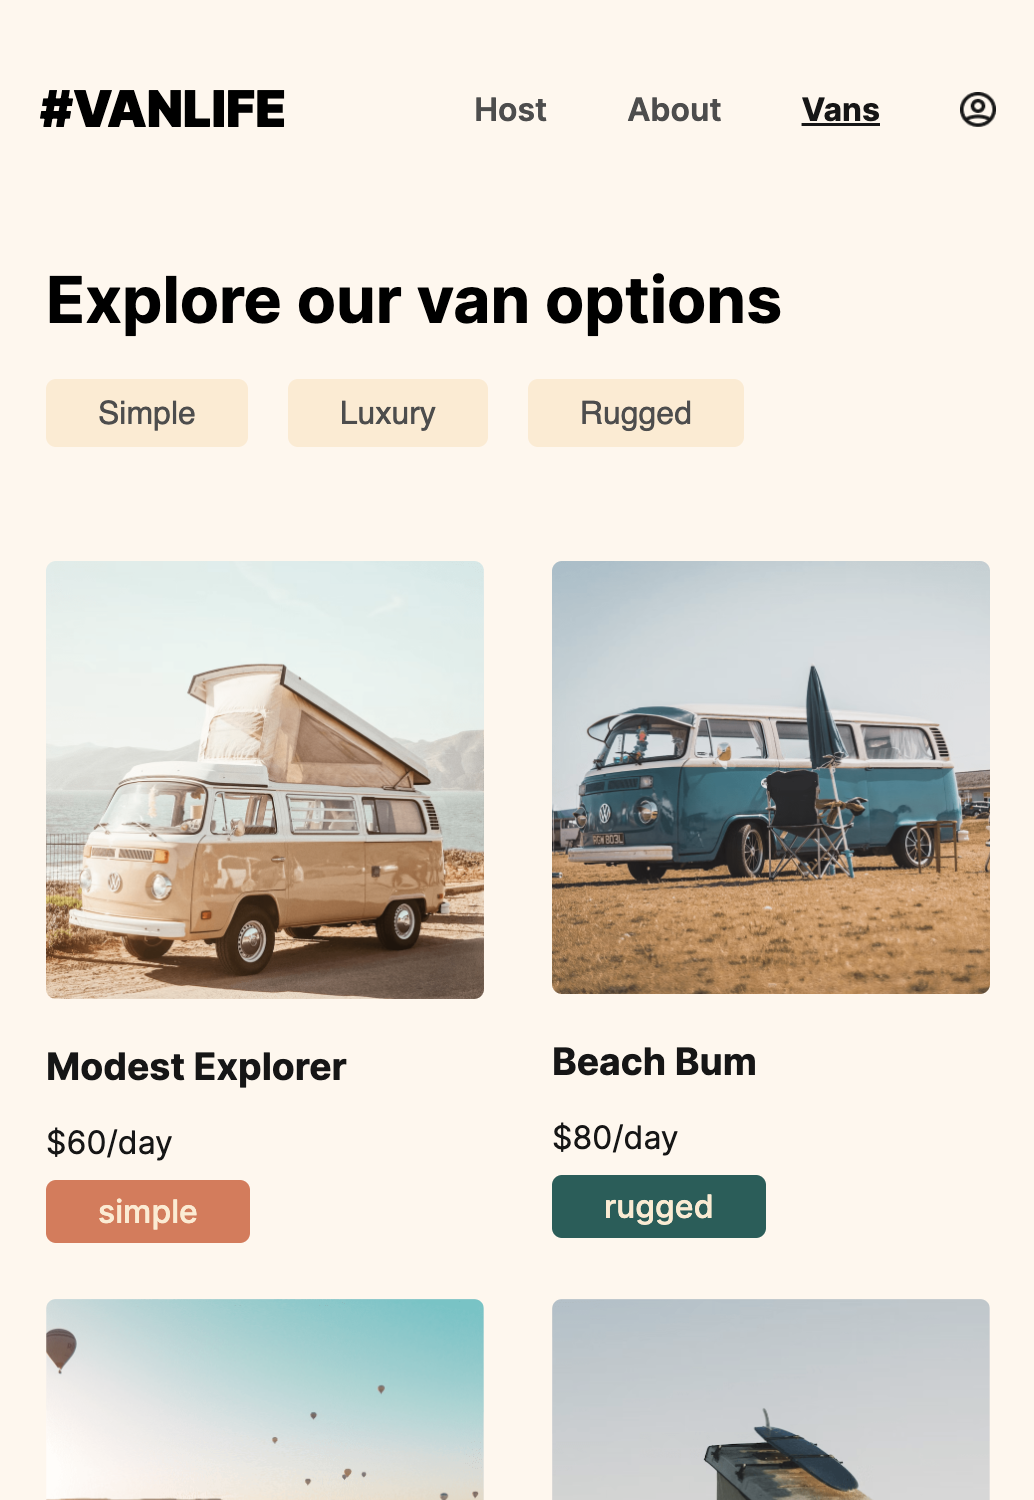 #VANLIFE Host About Vans
Explore our van options
Simple Luxury Rugged
Modest Explorer
$60/day
simple
Beach Bum
$80/day
rugged